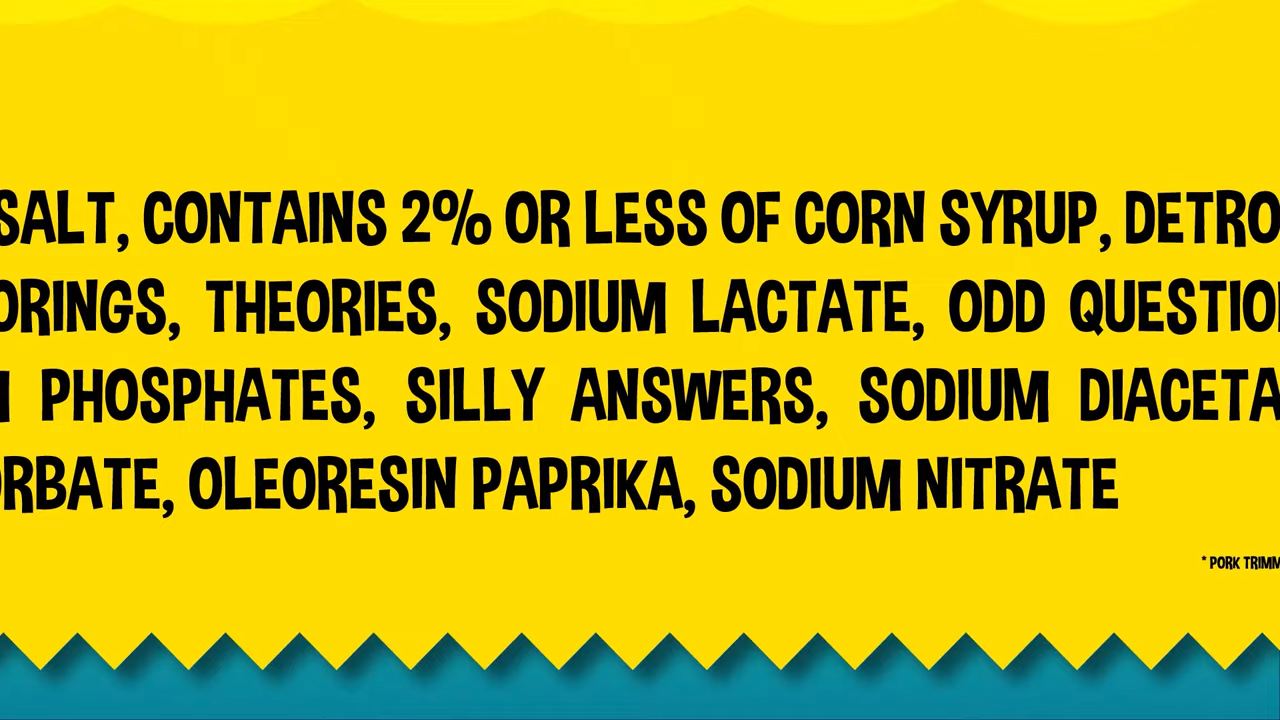 SALT, CONTAINS 2% OR LESS OF CORN SYRUP, DETRO
ORINGS, THEORIES, SODIUM LACTATE, ODD QUESTION
PHOSPHATES, SILLY ANSWERS, SODIUM DIACETA
ORBATE, OLEORESIN PAPRIKA, SODIUM NITRATE
* PORK TRIMM